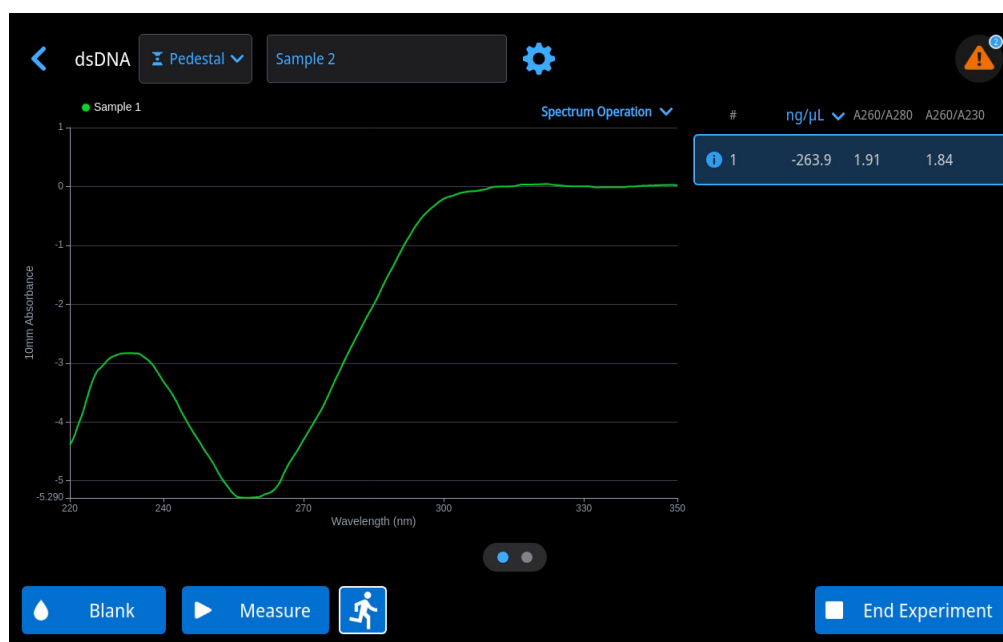 dsDNA Pedestal Sample 2 2
Sample 1 Spectrum Operation
# ng/µL A260/A280 A260/A230
1 -263.9 1.91 1.84
10mm Absorbance
1
0
-1
-2
-3
-4
-5
-5.290
220 240 270 300 330 350
Wavelength (nm)
Blank Measure End Experiment